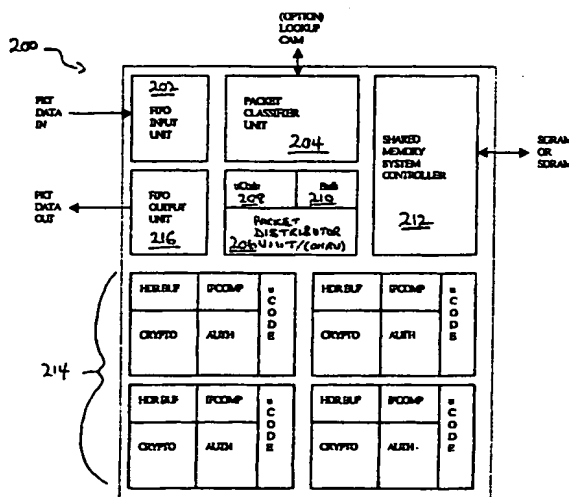 (OPTION)
LOOKUP
CAM
200
PKT
DATA
IN
202
FIFO
INPUT
UNIT
PACKET
CLASSIFIER
UNIT
204
SHARED
MEMORY
SYSTEM
CONTROLLER
212
SGRAM
OR
SDRAM
PKT
DATA
OUT
FIFO
OUTPUT
UNIT
216
uCode
208
210
PACKET
DISTRIBUTOR
206 UNIT/(OHRU)
214
HDR BUF IPCOMP u CODE
CRYPTO AUTH
HDR BUF IPCOMP u CODE
CRYPTO AUTH
HDR BUF IPCOMP u CODE
CRYPTO AUTH
HDR BUF IPCOMP u CODE
CRYPTO AUTH